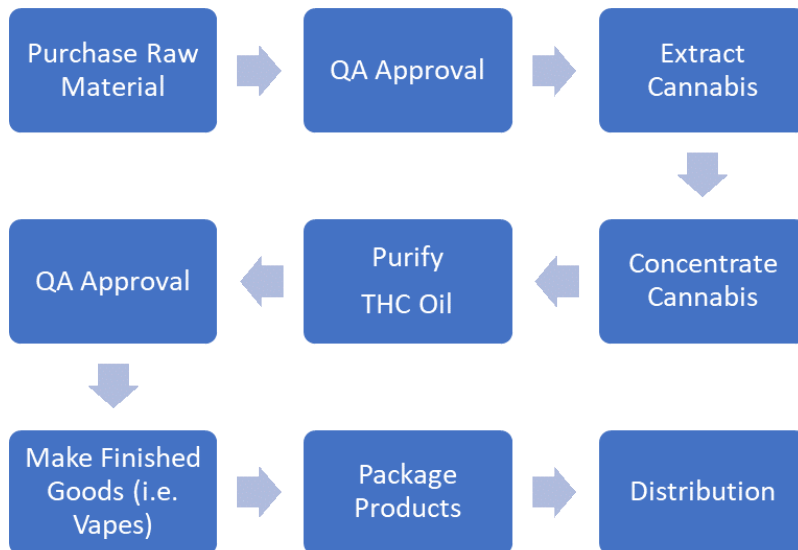 Purchase Raw
Material
QA Approval
Extract
Cannabis
QA Approval
Purify
THC Oil
Concentrate
Cannabis
Make Finished
Goods (i.e.
Vapes)
Package
Products
Distribution